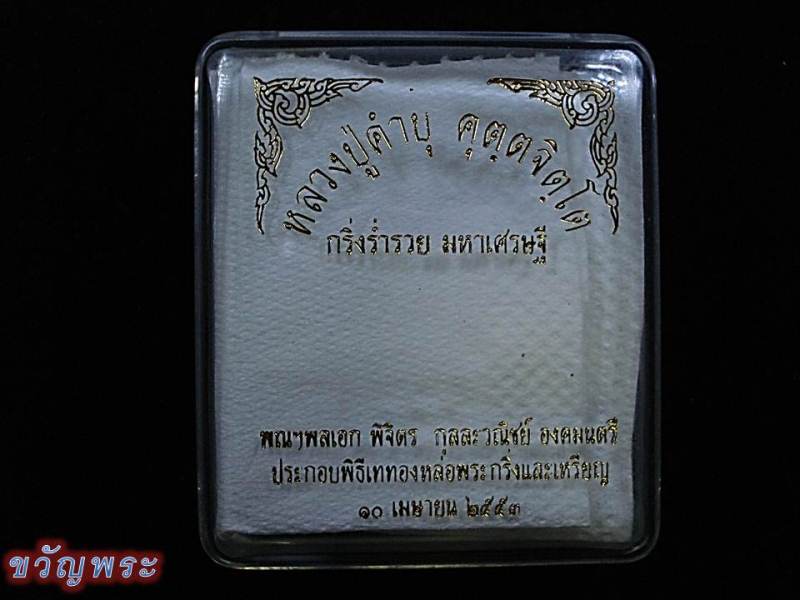 หลวงปู่คำบุ คุตฺตจิตฺโต
กริ่งร่ำรวย มหาเศรษฐี
พณฯพลเอก พิจิตร กุลละวณิชย์ องคมนตรี
ประกอบพิธีเททองหล่อพระกริ่งและเหรียญ
๑๐ เมษายน ๒๕๕๓
ขวัญพระ